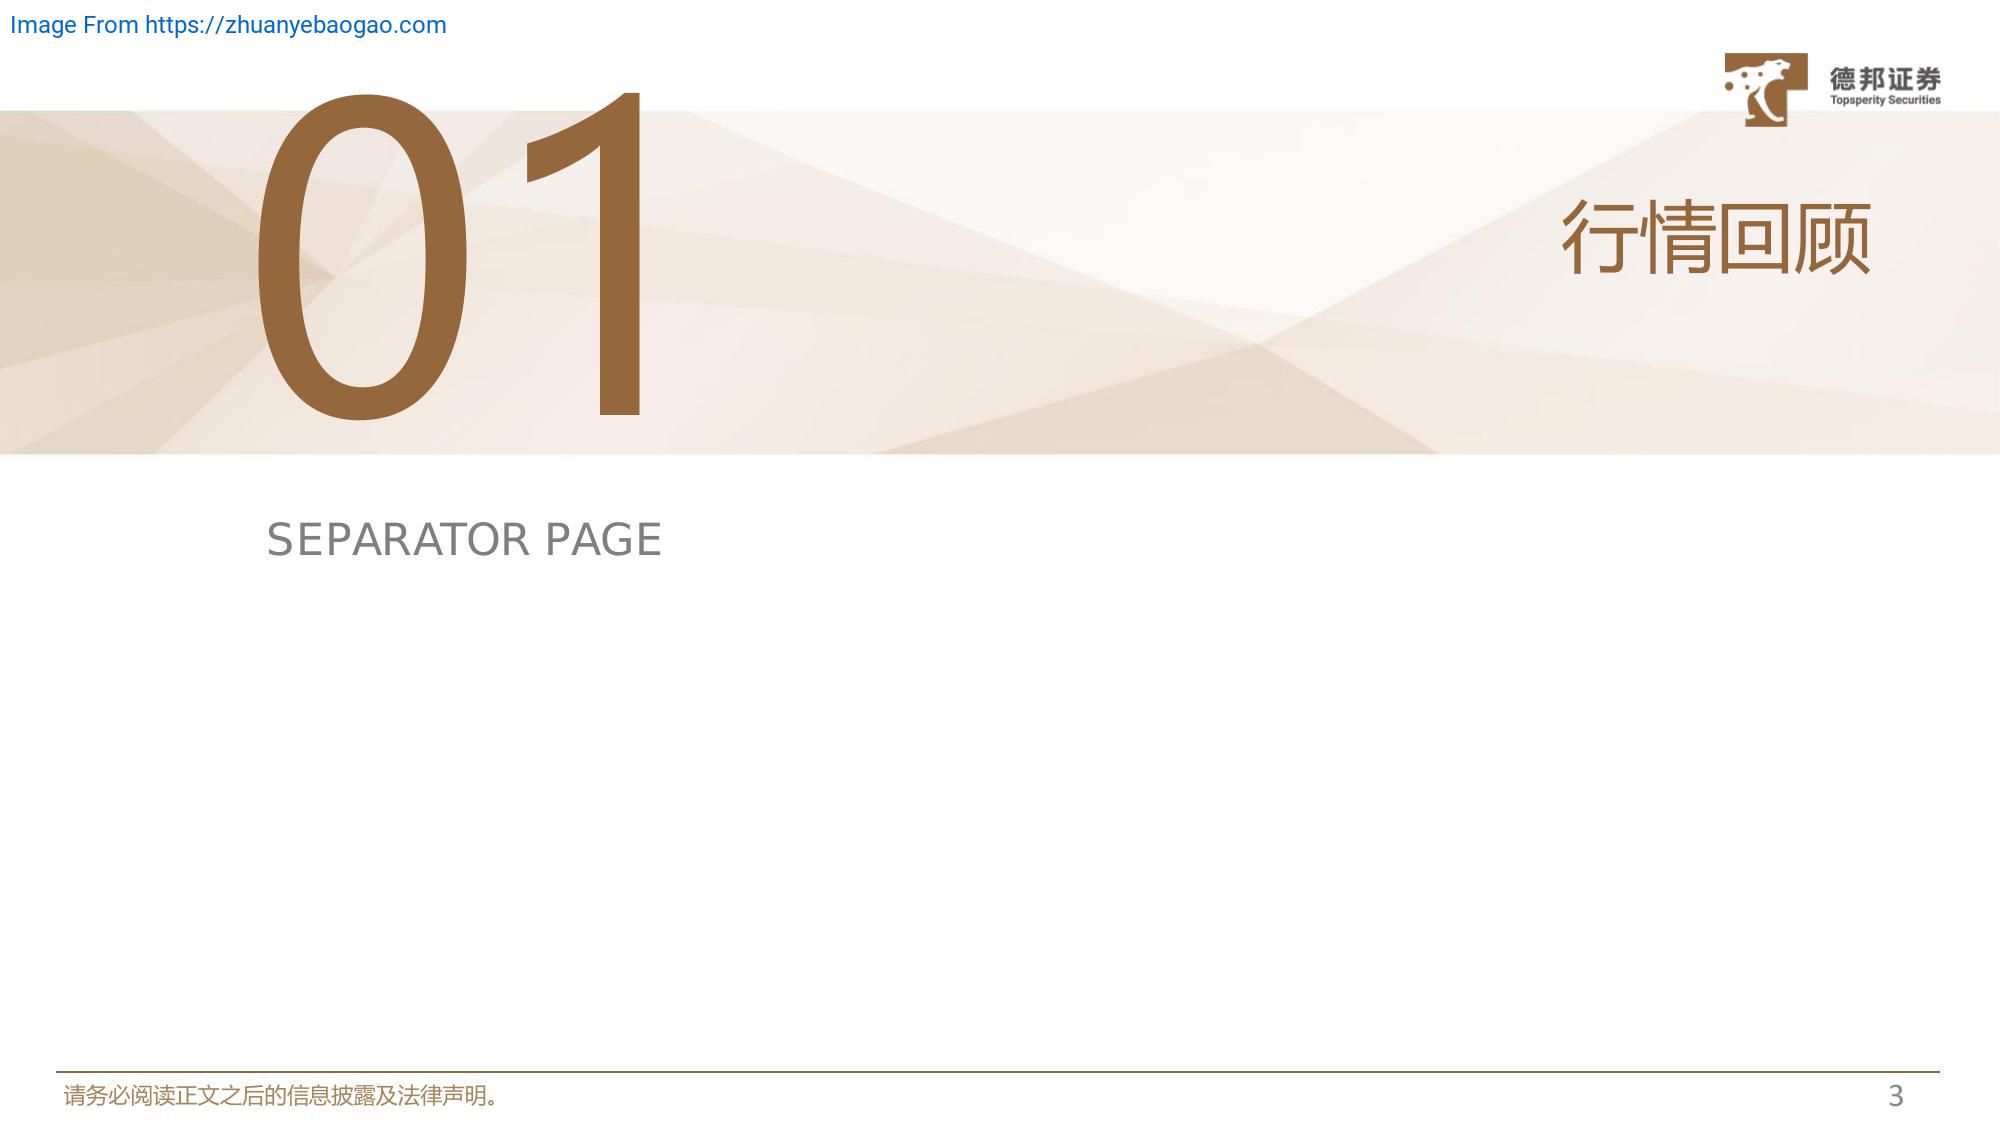 Image From https://zhuanyebaogao.com
德邦证券
Topsperity Securities
01
行情回顾
SEPARATOR PAGE
请务必阅读正文之后的信息披露及法律声明。
3